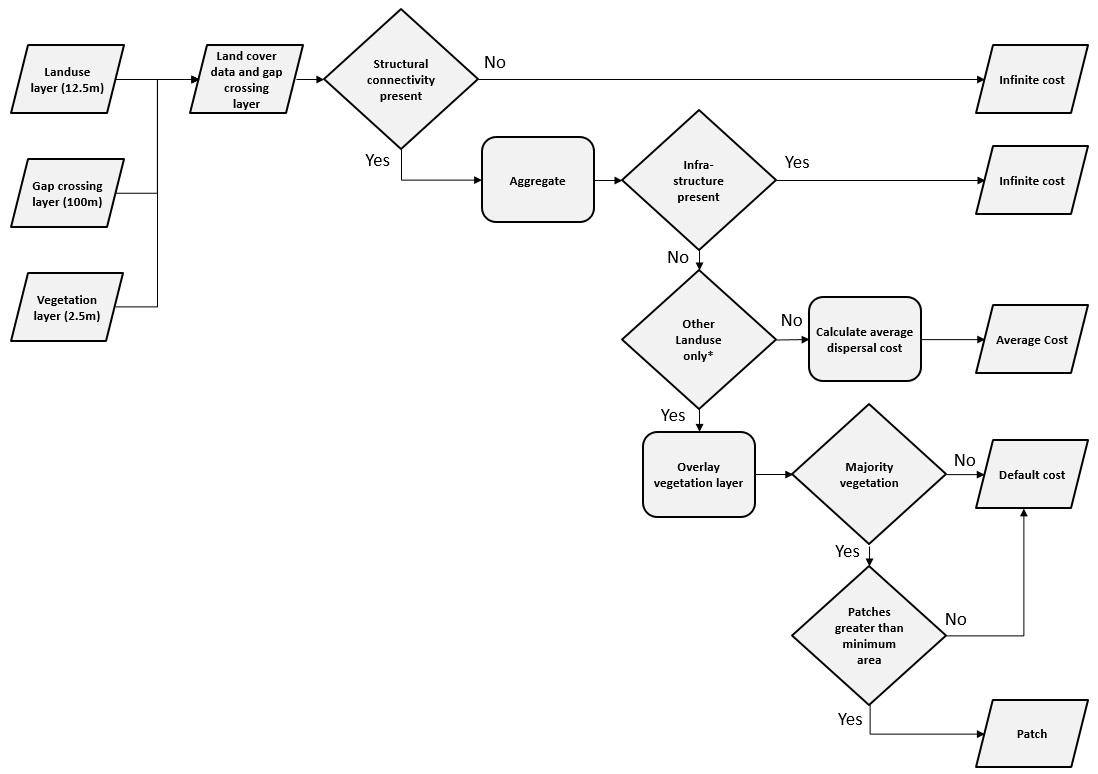 Landuse
layer (12.5m)
Land cover
data and gap
crossing
layer
Structural
connectivity
present
No
Infinite cost
Yes
Gap crossing
layer (100m)
Aggregate
Infra-
structure
present
Yes
Infinite cost
No
Vegetation
layer (2.5m)
Other
Landuse
only*
No
Calculate average
dispersal cost
Average Cost
Yes
Overlay
vegetation layer
Majority
vegetation
No
Default cost
Yes
Patches
greater than
minimum
area
No
Yes
Patch